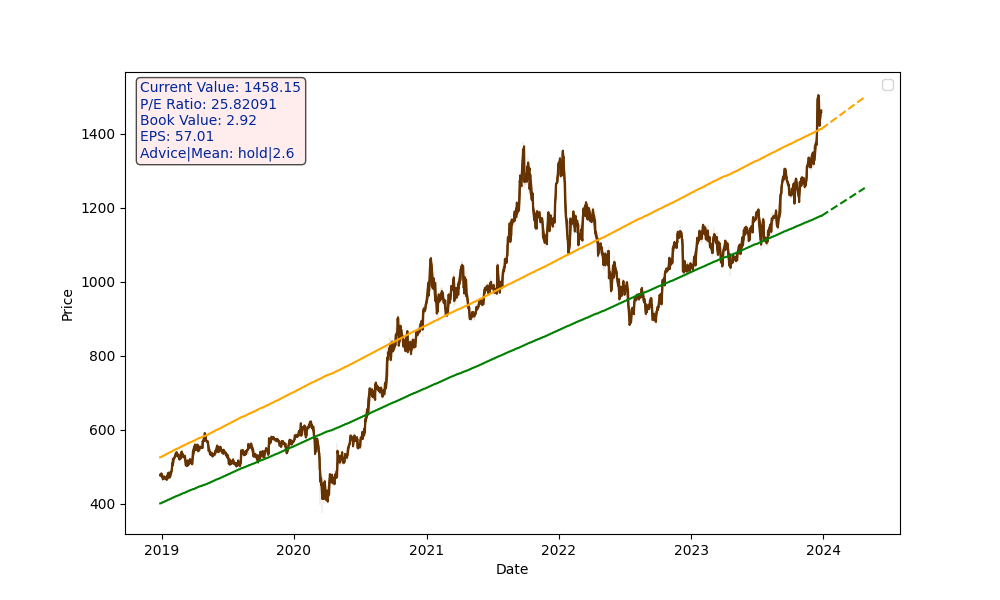 Current Value: 1458.15
P/E Ratio: 25.82091
Book Value: 2.92
EPS: 57.01
Advice|Mean: hold|2.6
1400
1200
1000
800
600
400
Price
2019
2020
2021
2022
2023
2024
Date